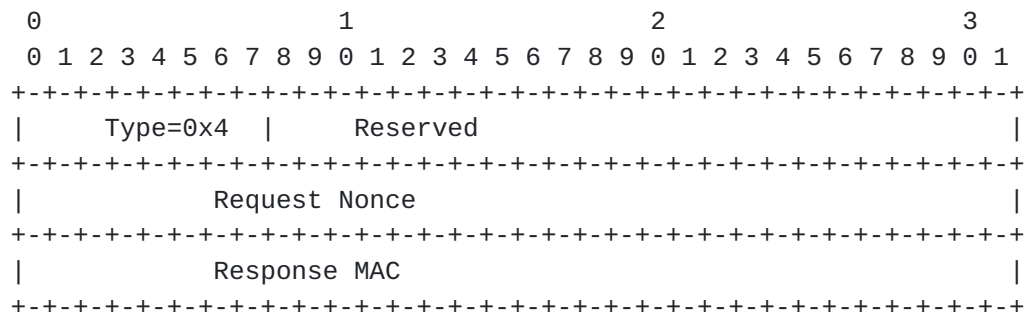 0                   1                   2                   3
 0 1 2 3 4 5 6 7 8 9 0 1 2 3 4 5 6 7 8 9 0 1 2 3 4 5 6 7 8 9 0 1
+-+-+-+-+-+-+-+-+-+-+-+-+-+-+-+-+-+-+-+-+-+-+-+-+-+-+-+-+-+-+-+-+
|     Type=0x4  |     Reserved                                  |
+-+-+-+-+-+-+-+-+-+-+-+-+-+-+-+-+-+-+-+-+-+-+-+-+-+-+-+-+-+-+-+-+
|            Request Nonce                                      |
+-+-+-+-+-+-+-+-+-+-+-+-+-+-+-+-+-+-+-+-+-+-+-+-+-+-+-+-+-+-+-+-+
|            Response MAC                                       |
+-+-+-+-+-+-+-+-+-+-+-+-+-+-+-+-+-+-+-+-+-+-+-+-+-+-+-+-+-+-+-+-+